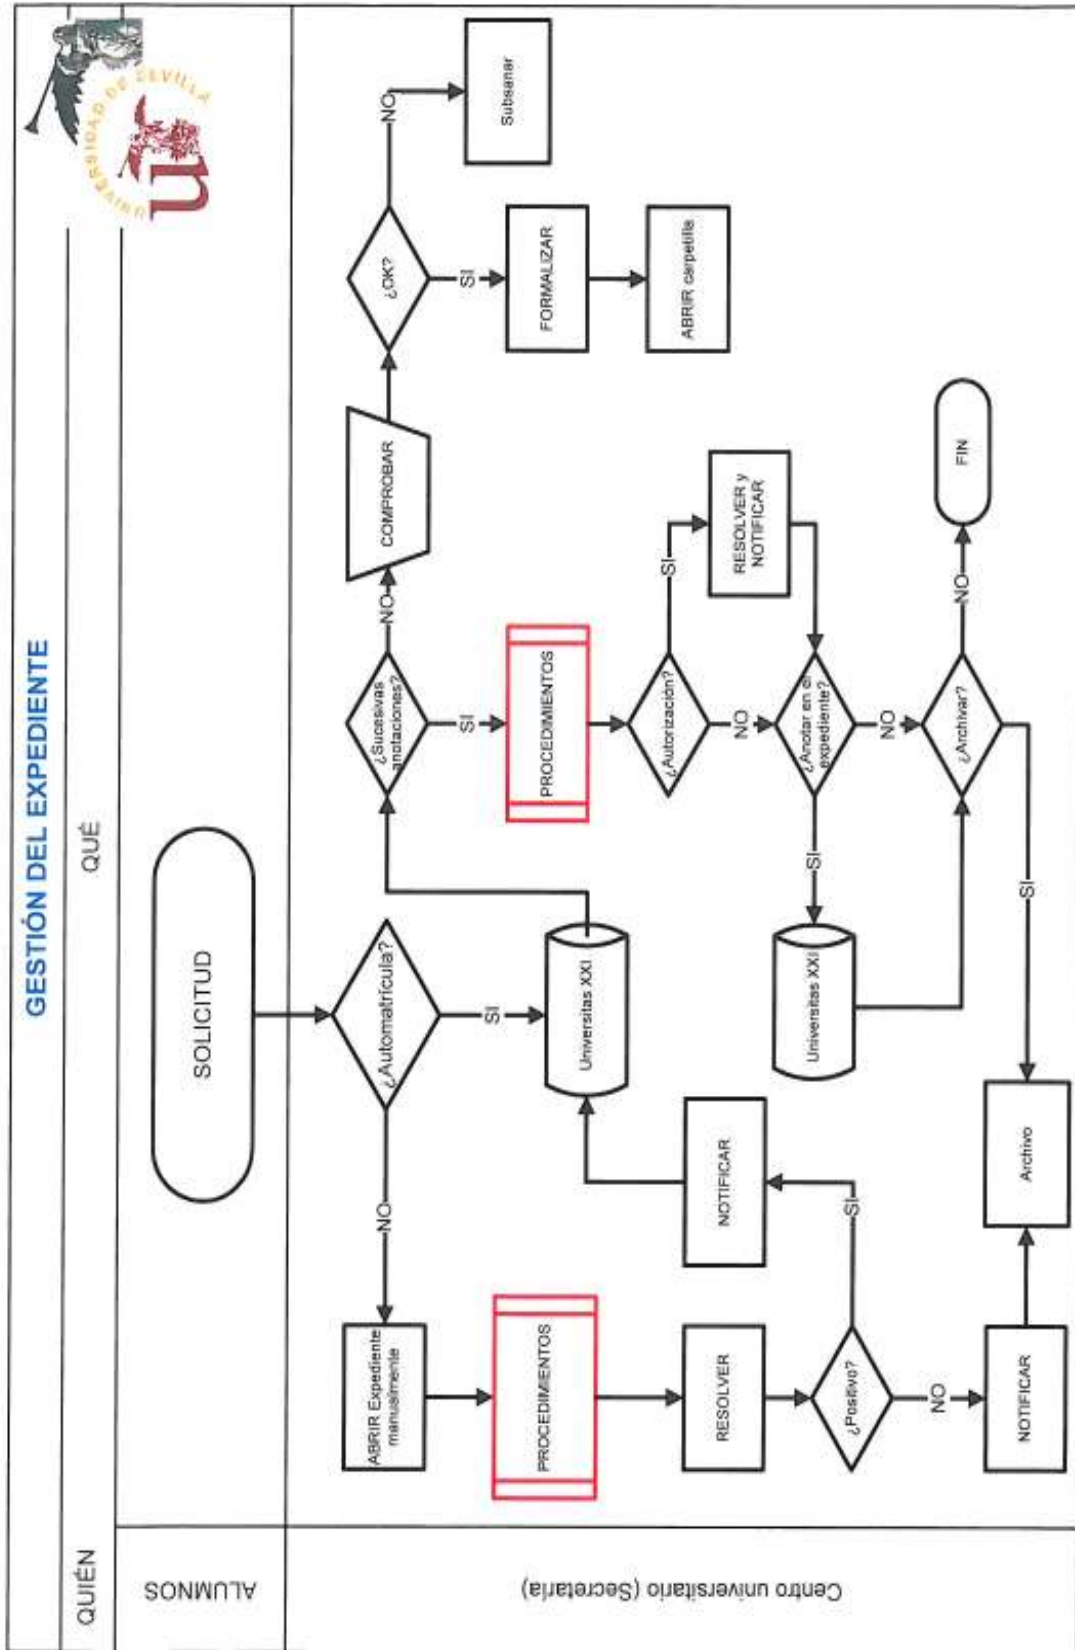 GESTIÓN DEL EXPEDIENTE
QUIÉN
QUÉ
UNIVERSIDAD DE SEVILLA
ALUMNOS
SOLICITUD
Centro universitario (Secretaría)
ABRIR Expediente
manualmente
NO
¿Automatrícula?
SI
¿Sucesivas
anotaciones?
NO
COMPROBAR
¿OK?
NO
Subsanar
SI
FORMALIZAR
ABRIR carpetilla
PROCEDIMIENTOS
Universitas XXI
SI
PROCEDIMIENTOS
RESOLVER
NOTIFICAR
¿Autorización?
SI
RESOLVER y
NOTIFICAR
NO
¿Positivo?
SI
Universitas XXI
SI
¿Anotar en el
expediente?
NO
NO
NOTIFICAR
Archivo
SI
¿Archivar?
NO
FIN